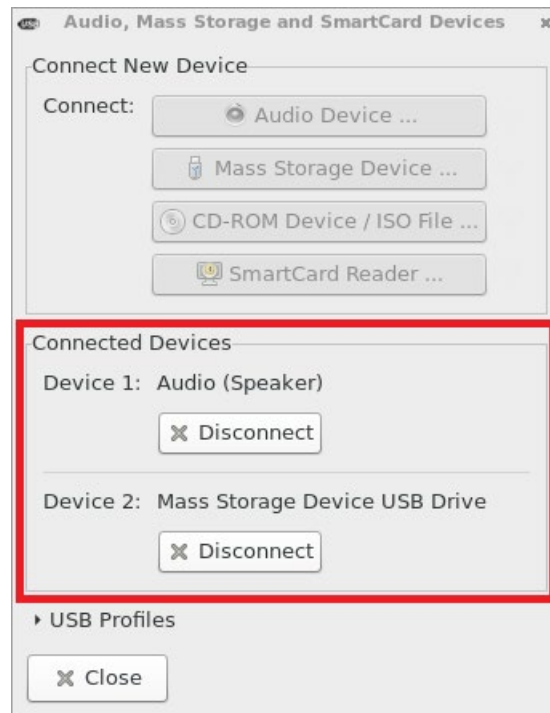 USB Audio, Mass Storage and SmartCard Devices
Connect New Device
Connect: Audio Device ...
Mass Storage Device ...
CD-ROM Device / ISO File ...
SmartCard Reader ...
Connected Devices
Device 1: Audio (Speaker)
Disconnect
Device 2: Mass Storage Device USB Drive
Disconnect
USB Profiles
Close